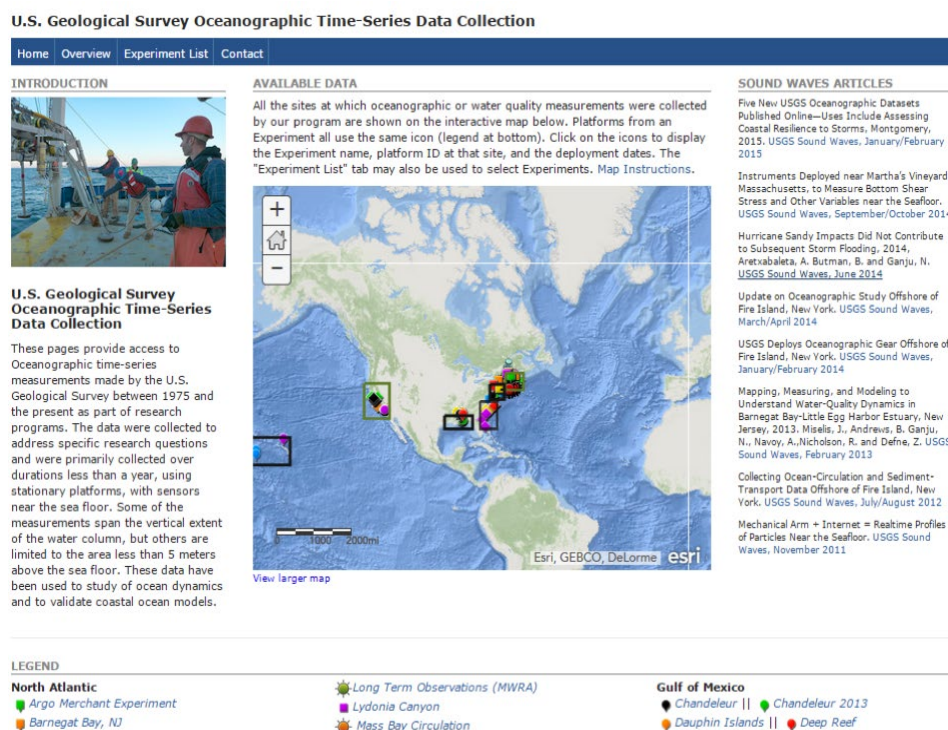 U.S. Geological Survey Oceanographic Time-Series Data Collection
Home Overview Experiment List Contact
INTRODUCTION
U.S. Geological Survey
Oceanographic Time-Series
Data Collection
These pages provide access to
Oceanographic time-series
measurements made by the U.S.
Geological Survey between 1975 and
the present as part of research
programs. The data were collected to
address specific research questions
and were primarily collected over
durations less than a year, using
stationary platforms, with sensors
near the sea floor. Some of the
measurements span the vertical extent
of the water column, but others are
limited to the area less than 5 meters
above the sea floor. These data have
been used to study of ocean dynamics
and to validate coastal ocean models.
AVAILABLE DATA
All the sites at which oceanographic or water quality measurements were collected
by our program are shown on the interactive map below. Platforms from an
Experiment all use the same icon (legend at bottom). Click on the icons to display
the Experiment name, platform ID at that site, and the deployment dates. The
"Experiment List" tab may also be used to select Experiments. Map Instructions.
+
−
1000 2000mi
Esri, GEBCO, DeLorme esri
View larger map
SOUND WAVES ARTICLES
Five New USGS Oceanographic Datasets
Published Online—Uses Include Assessing
Coastal Resilience to Storms, Montgomery,
2015. USGS Sound Waves, January/February
2015
Instruments Deployed near Martha's Vineyard
Massachusetts, to Measure Bottom Shear
Stress and Other Variables near the Seafloor.
USGS Sound Waves, September/October 2014
Hurricane Sandy Impacts Did Not Contribute
to Subsequent Storm Flooding, 2014,
Aretxabaleta, A. Butman, B. and Ganju, N.
USGS Sound Waves, June 2014
Update on Oceanographic Study Offshore of
Fire Island, New York. USGS Sound Waves,
March/April 2014
USGS Deploys Oceanographic Gear Offshore of
Fire Island, New York. USGS Sound Waves,
January/February 2014
Mapping, Measuring, and Modeling to
Understand Water-Quality Dynamics in
Barnegat Bay-Little Egg Harbor Estuary, New
Jersey, 2013. Miselis, J., Andrews, B. Ganju,
N., Navoy, A.,Nicholson, R. and Defne, Z. USGS
Sound Waves, February 2013
Collecting Ocean-Circulation and Sediment-
Transport Data Offshore of Fire Island, New
York. USGS Sound Waves, July/August 2012
Mechanical Arm + Internet = Realtime Profiles
of Particles Near the Seafloor. USGS Sound
Waves, November 2011
LEGEND
North Atlantic
Argo Merchant Experiment
Barnegat Bay, NJ
Long Term Observations (MWRA)
Lydonia Canyon
Mass Bay Circulation
Gulf of Mexico
Chandeleur || Chandeleur 2013
Dauphin Islands || Deep Reef